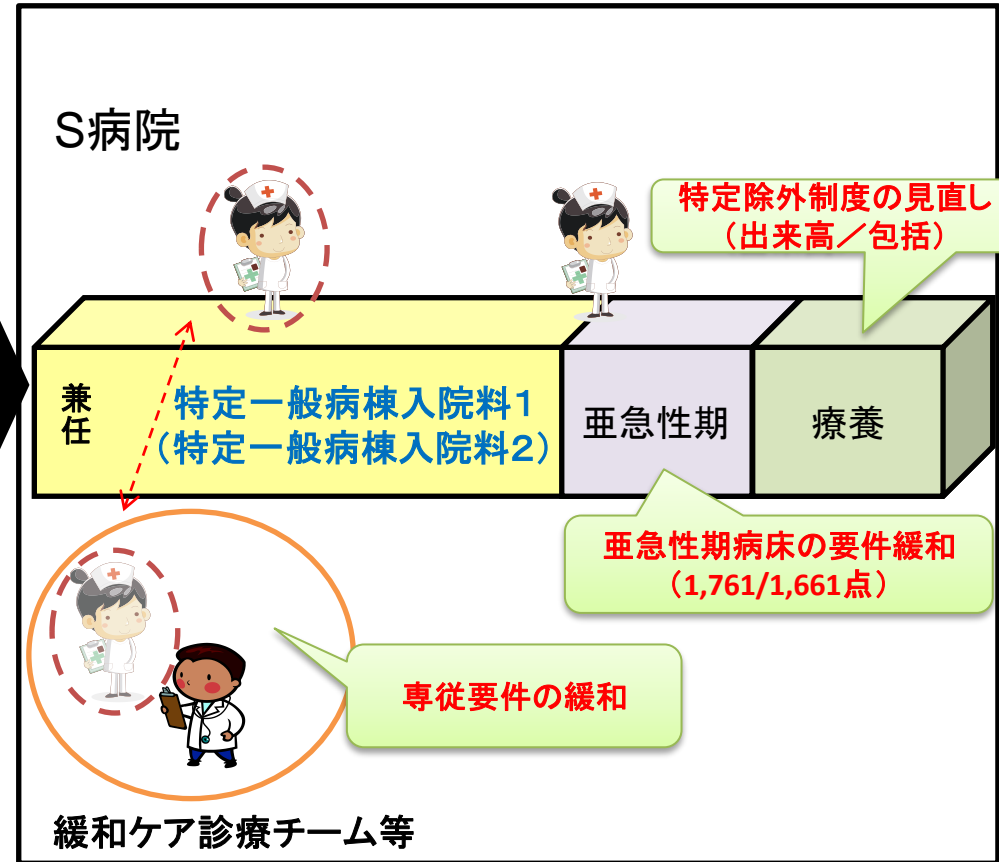 S病院
特定除外制度の見直し
（出来高／包括）
兼任
特定一般病棟入院料1
（特定一般病棟入院料2）
亜急性期
療養
亜急性期病床の要件緩和
（1,761/1,661点）
専従要件の緩和
緩和ケア診療チーム等